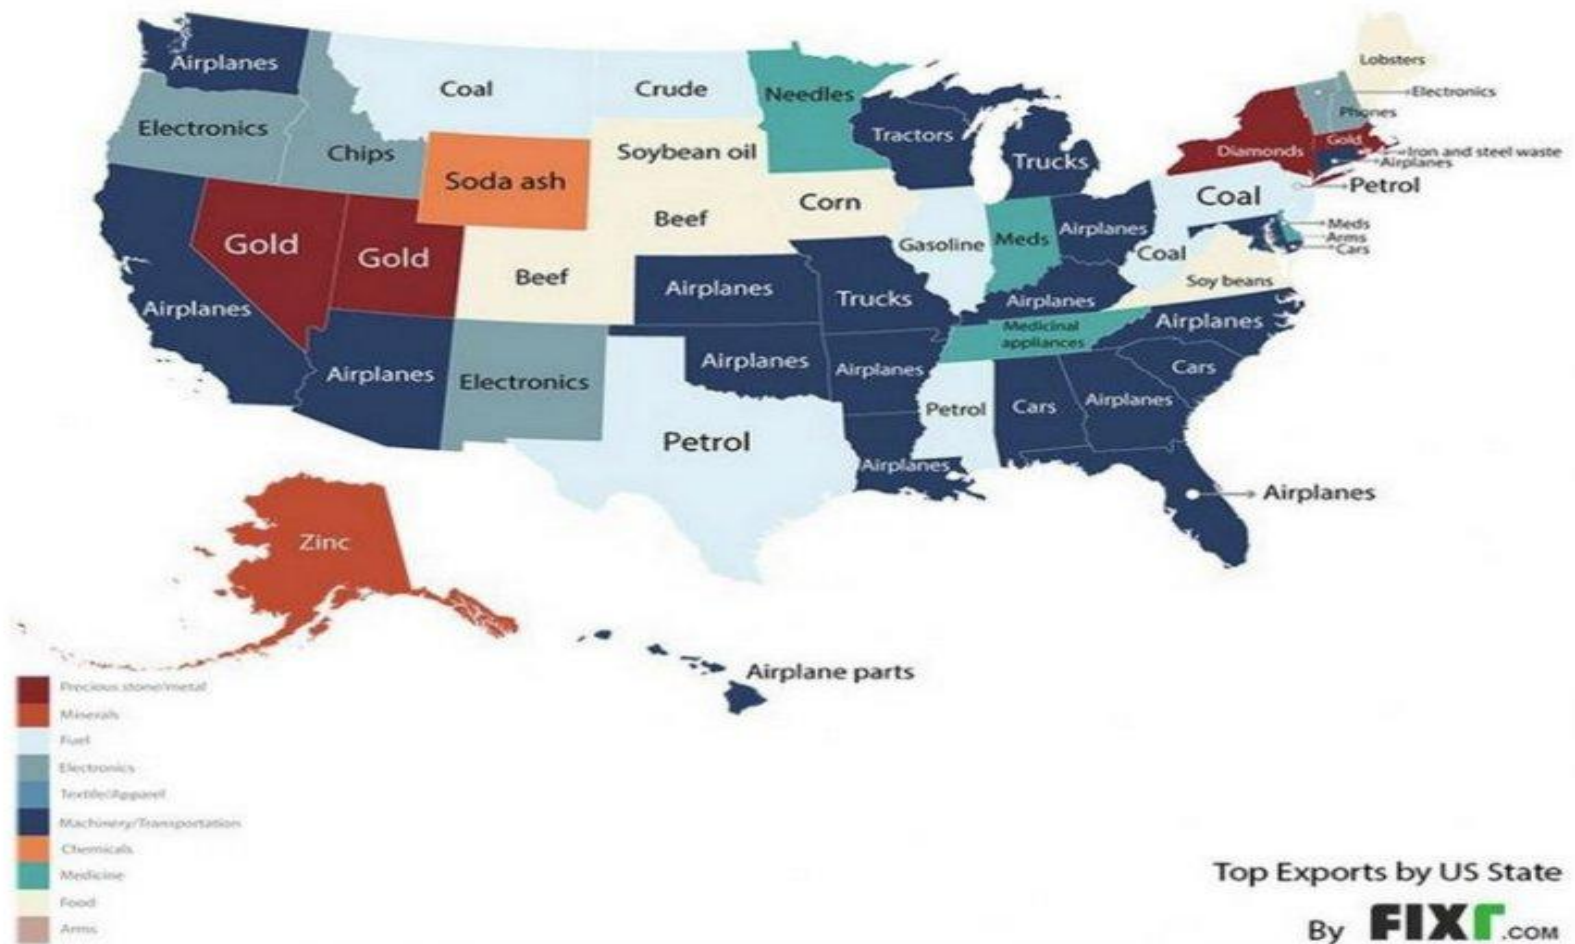 Airplanes
Coal
Crude
Needles
Lobsters
Electronics
Phones
Electronics
Chips
Soybean oil
Tractors
Trucks
Diamonds
Gold
Iron and steel waste
Airplanes
Petrol
Soda ash
Corn
Coal
Beef
Gold
Gold
Gasoline
Meds
Airplanes
Coal
Meds
Arms
Cars
Beef
Soy beans
Airplanes
Airplanes
Trucks
Airplanes
Airplanes
Medicinal
appliances
Airplanes
Electronics
Airplanes
Airplanes
Cars
Petrol
Cars
Airplanes
Petrol
Airplanes
Airplanes
Zinc
Airplane parts
Precious stone/metal
Minerals
Fuel
Electronics
Textile/Apparel
Machinery/Transportation
Chemicals
Medicine
Food
Arms
Top Exports by US State
By FIXr.COM